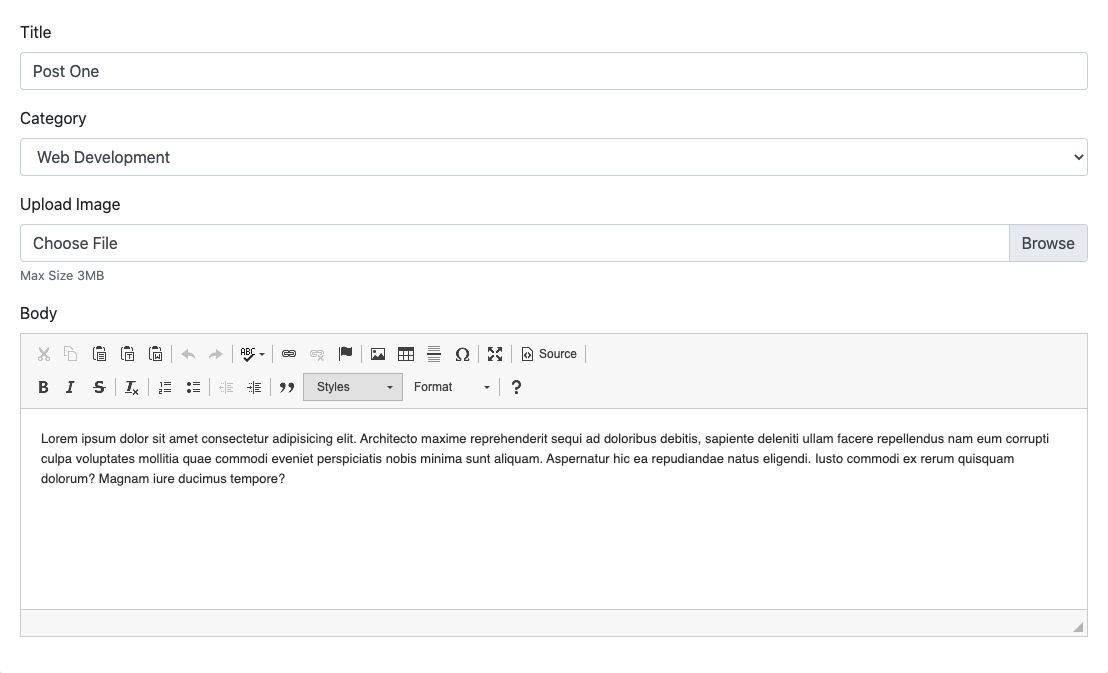 Title
Post One
Category
Web Development
Upload Image
Choose File Browse
Max Size 3MB
Body
ABC Ω Source
B I S Ix Styles Format ?
Lorem ipsum dolor sit amet consectetur adipisicing elit. Architecto maxime reprehenderit sequi ad doloribus debitis, sapiente deleniti ullam facere repellendus nam eum corrupti
culpa voluptates mollitia quae commodi eveniet perspiciatis nobis minima sunt aliquam. Aspernatur hic ea repudiandae natus eligendi. Iusto commodi ex rerum quisquam
dolorum? Magnam iure ducimus tempore?